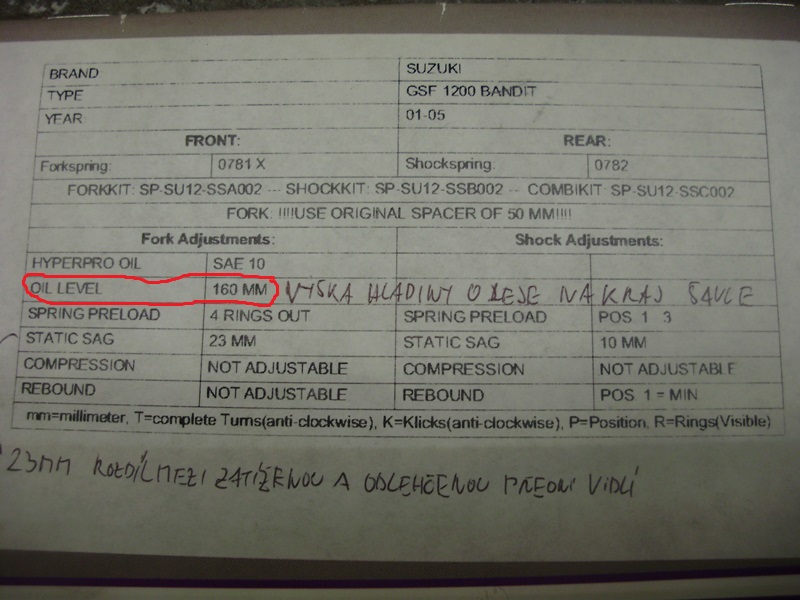 BRAND SUZUKI
TYPE GSF 1200 BANDIT
YEAR 01-05
FRONT: REAR:
Forkspring: 0781 X Shockspring: 0782
FORKKIT: SP-SU12-SSA002 --- SHOCKKIT: SP-SU12-SSB002 -- COMBIKIT: SP-SU12-SSC002
FORK: !!!!USE ORIGINAL SPACER OF 50 MM!!!!
Fork Adjustments: Shock Adjustments:
HYPERPRO OIL SAE 10
OIL LEVEL 160 MM VÝŠKA HLADINY OLEJE NA KRAJ
SPRING PRELOAD 4 RINGS OUT SPRING PRELOAD POS 1 3
STATIC SAG 23 MM STATIC SAG 10 MM
COMPRESSION NOT ADJUSTABLE COMPRESSION NOT ADJUSTABLE
REBOUND NOT ADJUSTABLE REBOUND POS 1 = MIN
mm=millimeter, T=complete Turns(anti-clockwise), K=Klicks(anti-clockwise), P=Position, R=Rings(Visible)
23MM ROZDÍL MEZI ZATÍŽENOU A ODLEHČENOU PŘEDNÍ VIDLÍ